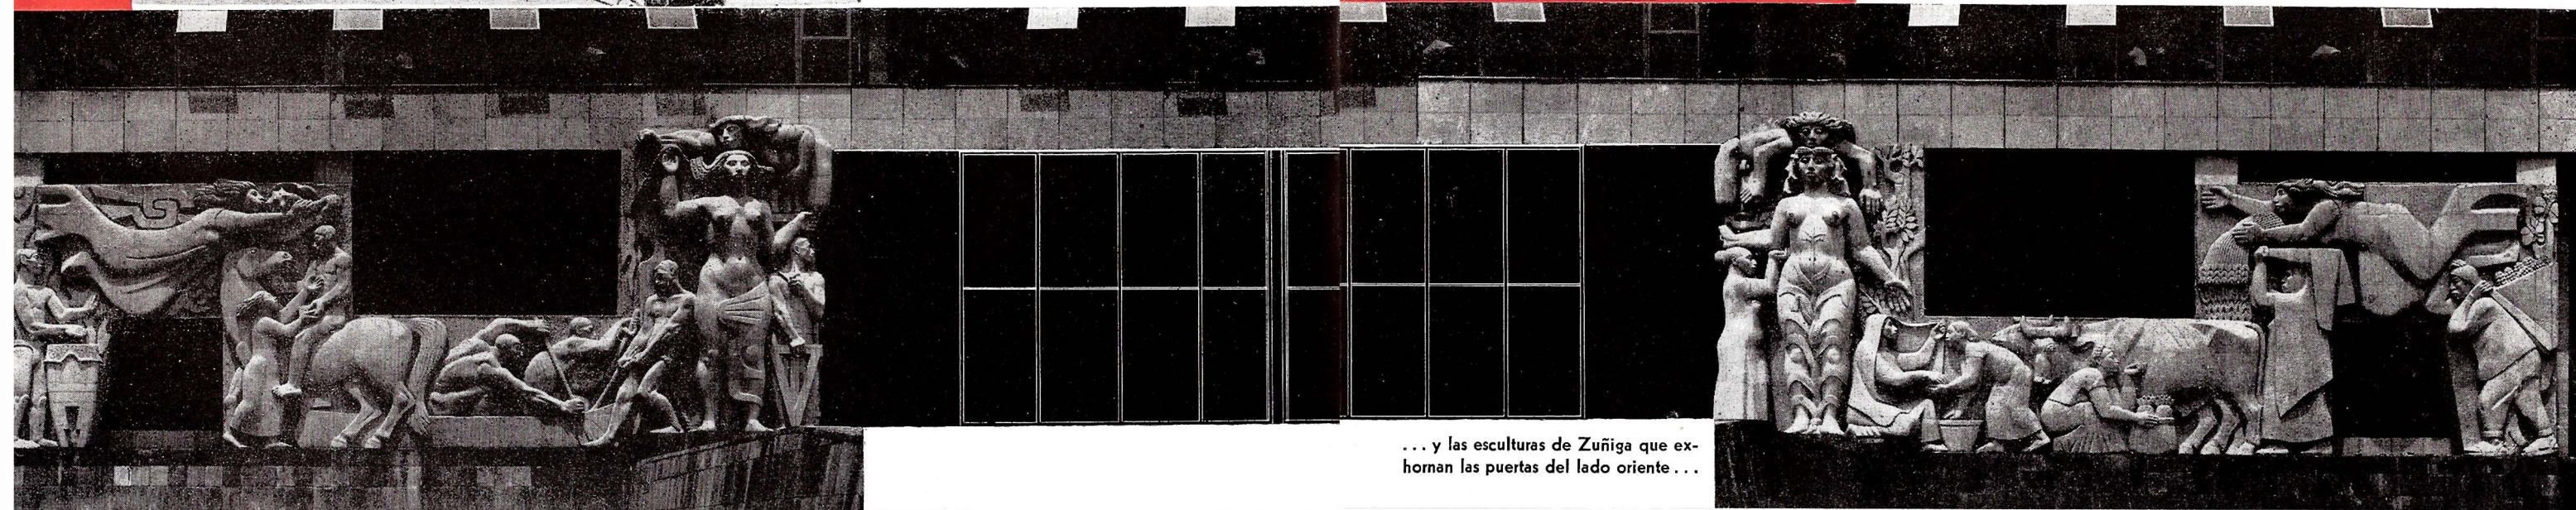 ... y las esculturas de Zuñiga que ex-
hornan las puertas del lado oriente...